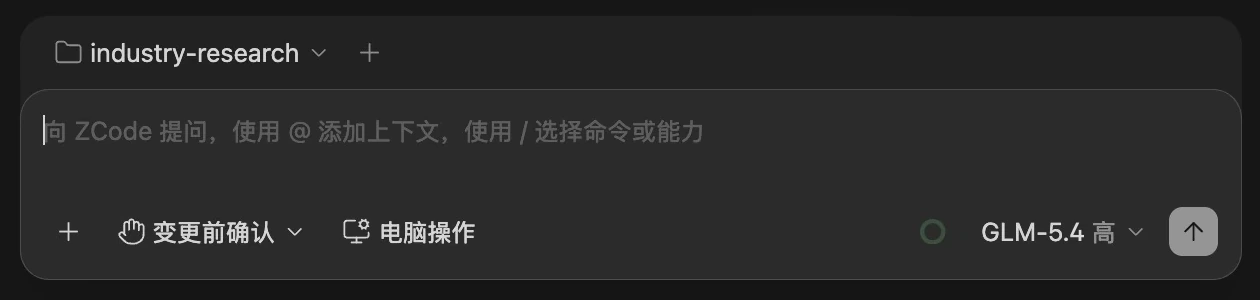 industry-research
向 ZCode 提问，使用 @ 添加上下文，使用 / 选择命令或能力
变更前确认 电脑操作 GLM-5.4 高